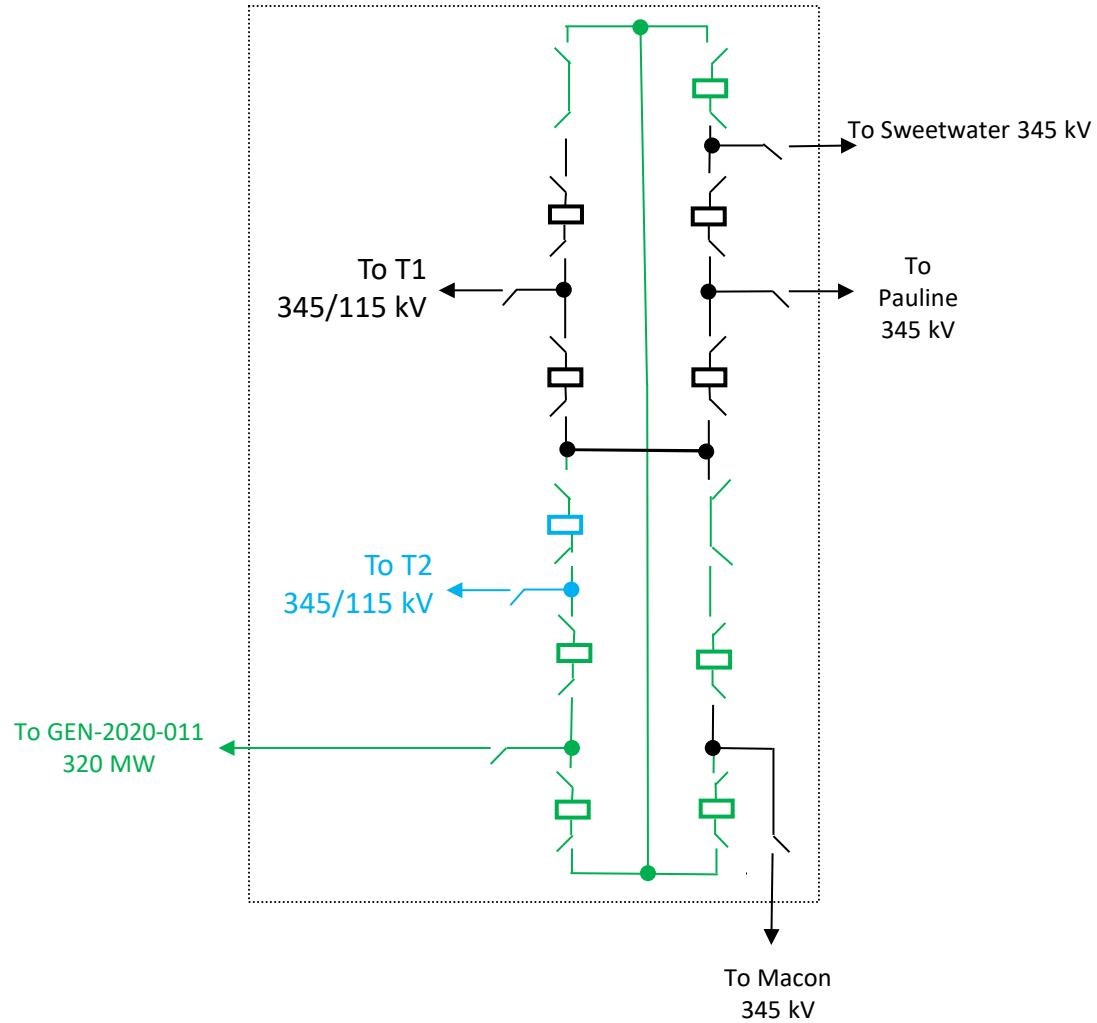 To Sweetwater 345 kV
To T1
345/115 kV
To
Pauline
345 kV
To T2
345/115 kV
To GEN-2020-011
320 MW
To Macon
345 kV